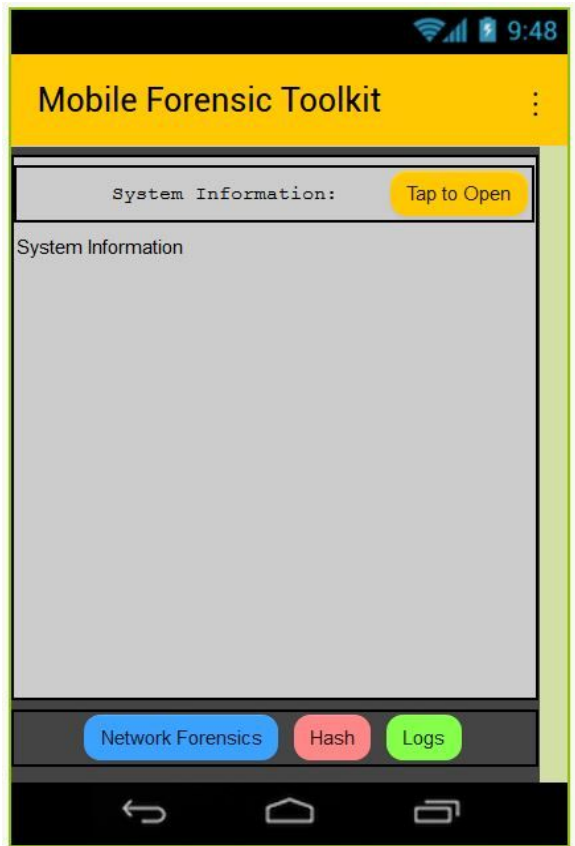 9:48
Mobile Forensic Toolkit
System Information: Tap to Open
System Information
Network Forensics Hash Logs